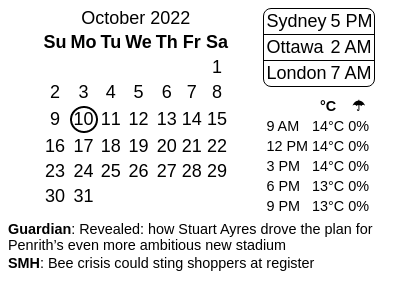 October 2022
Su Mo Tu We Th Fr Sa
1
2 3 4 5 6 7 8
9 10 11 12 13 14 15
16 17 18 19 20 21 22
23 24 25 26 27 28 29
30 31
Sydney 5 PM
Ottawa 2 AM
London 7 AM
°C ☂
9 AM 14°C 0%
12 PM 14°C 0%
3 PM 14°C 0%
6 PM 13°C 0%
9 PM 13°C 0%
Guardian: Revealed: how Stuart Ayres drove the plan for
Penrith’s even more ambitious new stadium
SMH: Bee crisis could sting shoppers at register